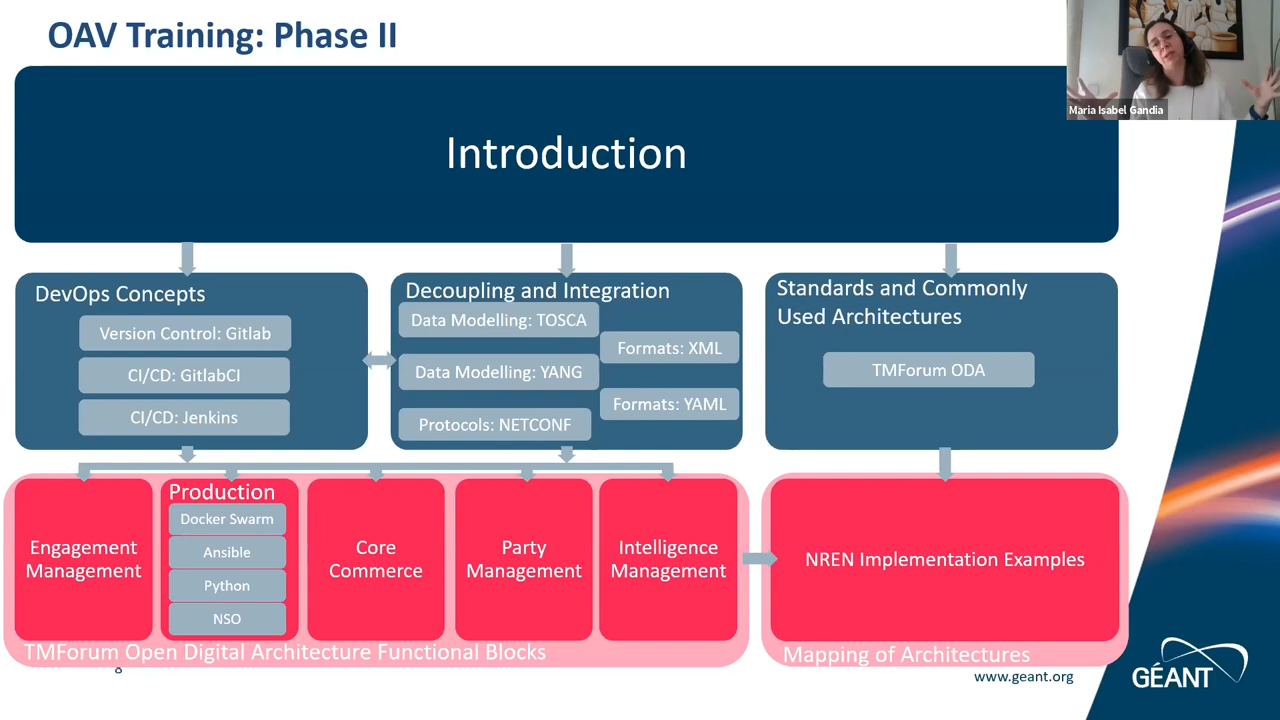 OAV Training: Phase II
Maria Isabel Gandia
Introduction
DevOps Concepts
Version Control: Gitlab
CI/CD: GitlabCI
CI/CD: Jenkins
Decoupling and Integration
Data Modelling: TOSCA
Formats: XML
Data Modelling: YANG
Formats: YAML
Protocols: NETCONF
Standards and Commonly
Used Architectures
TMForum ODA
Engagement
Management
Production
Docker Swarm
Ansible
Python
NSO
Core
Commerce
Party
Management
Intelligence
Management
TMForum Open Digital Architecture Functional Blocks
NREN Implementation Examples
Mapping of Architectures
8
www.geant.org
GÉANT